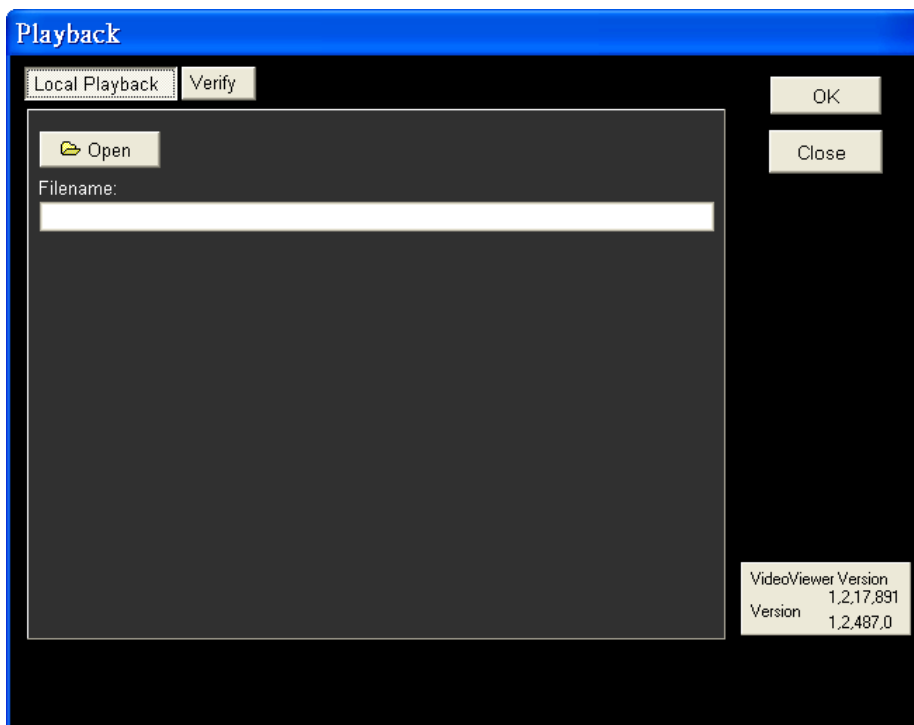 Playback
Local Playback
Verify
OK
Open
Close
Filename:
VideoViewer Version
1,2,17,891
Version
1,2,487,0